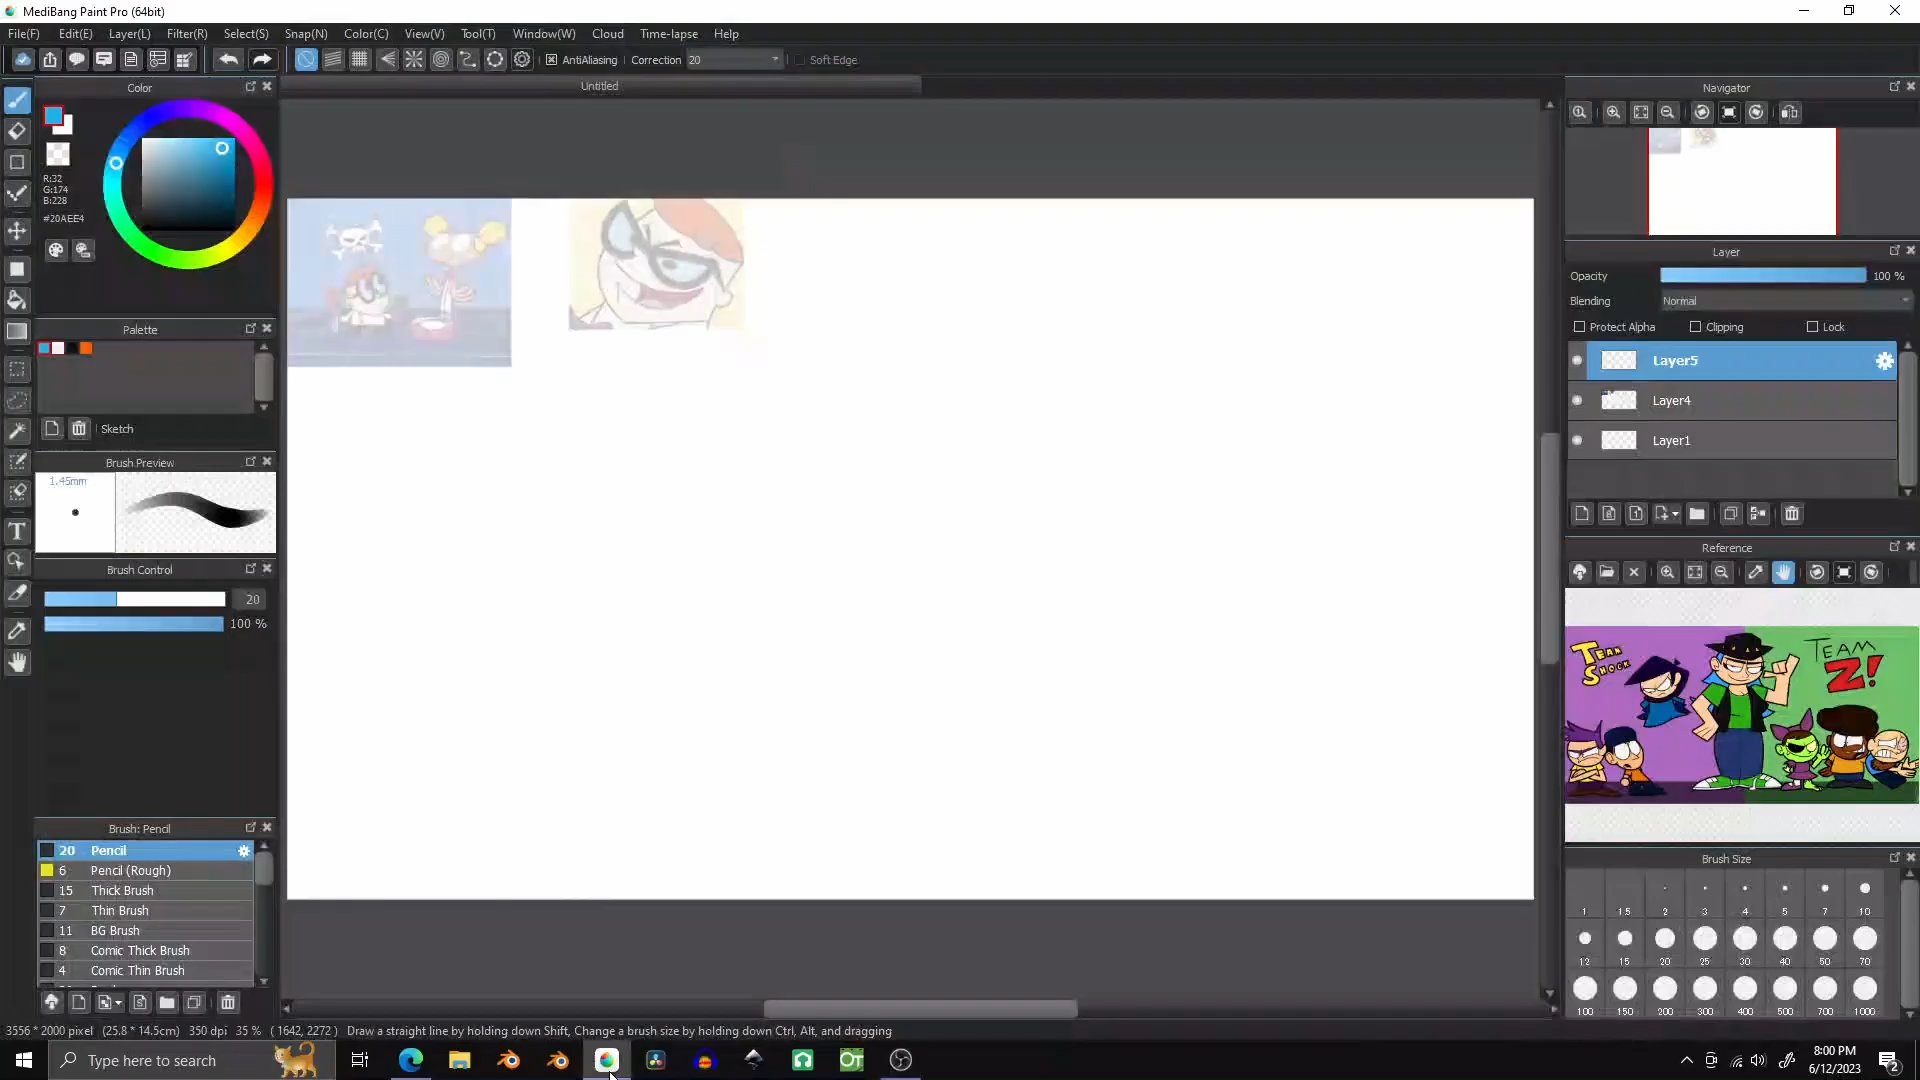 MediBang Paint Pro (64bit)
File(F) Edit(E) Layer(L) Filter(R) Select(S) Snap(N) Color(C) View(V) Tool(T) Window(W) Cloud Time-lapse Help
AntiAliasing Correction 20 Soft Edge
Color
Untitled
Navigator
R:32
G:174
B:228
#20AEE4
Layer
Opacity 100 %
Blending Normal
Protect Alpha Clipping Lock
Layer5
Layer4
Layer1
Palette
Sketch
Brush Preview
1.45mm
Brush Control
20
100 %
Reference
TEAM SHOCK
TEAM Z!
Brush: Pencil
20 Pencil
6 Pencil (Rough)
15 Thick Brush
7 Thin Brush
11 BG Brush
8 Comic Thick Brush
4 Comic Thin Brush
Brush Size
1 1.5 2 3 4 5 7 10
12 15 20 25 30 40 50 70
100 150 200 300 400 500 700 1000
3556 * 2000 pixel (25.8 * 14.5cm) 350 dpi 35 % ( 1642, 2272 ) Draw a straight line by holding down Shift, Change a brush size by holding down Ctrl, Alt, and dragging
Type here to search
OT
8:00 PM
6/12/2023
2